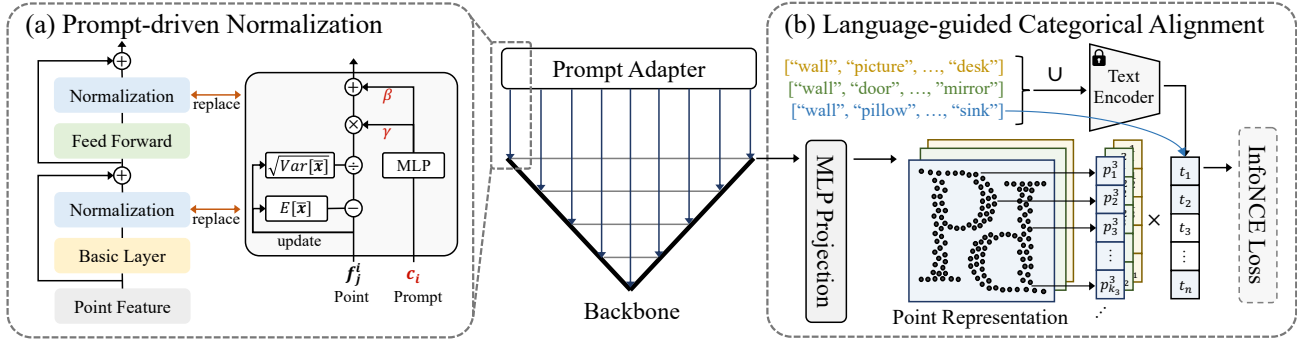 (a) Prompt-driven Normalization
Normalization
replace
Feed Forward
Normalization
replace
Basic Layer
Point Feature
β
γ
√Var[x̄]
MLP
E[x̄]
update
f_j^i
c_i
Point
Prompt
Prompt Adapter
Backbone
(b) Language-guided Categorical Alignment
["wall", "picture", …, "desk"]
["wall", "door", …, "mirror"]
["wall", "pillow", …, "sink"]
∪
Text
Encoder
MLP Projection
Point Representation
p_1^3
p_2^3
p_3^3
⋮
p_{k_3}^3
⋱
×
t_1
t_2
t_3
⋮
t_n
InfoNCE Loss